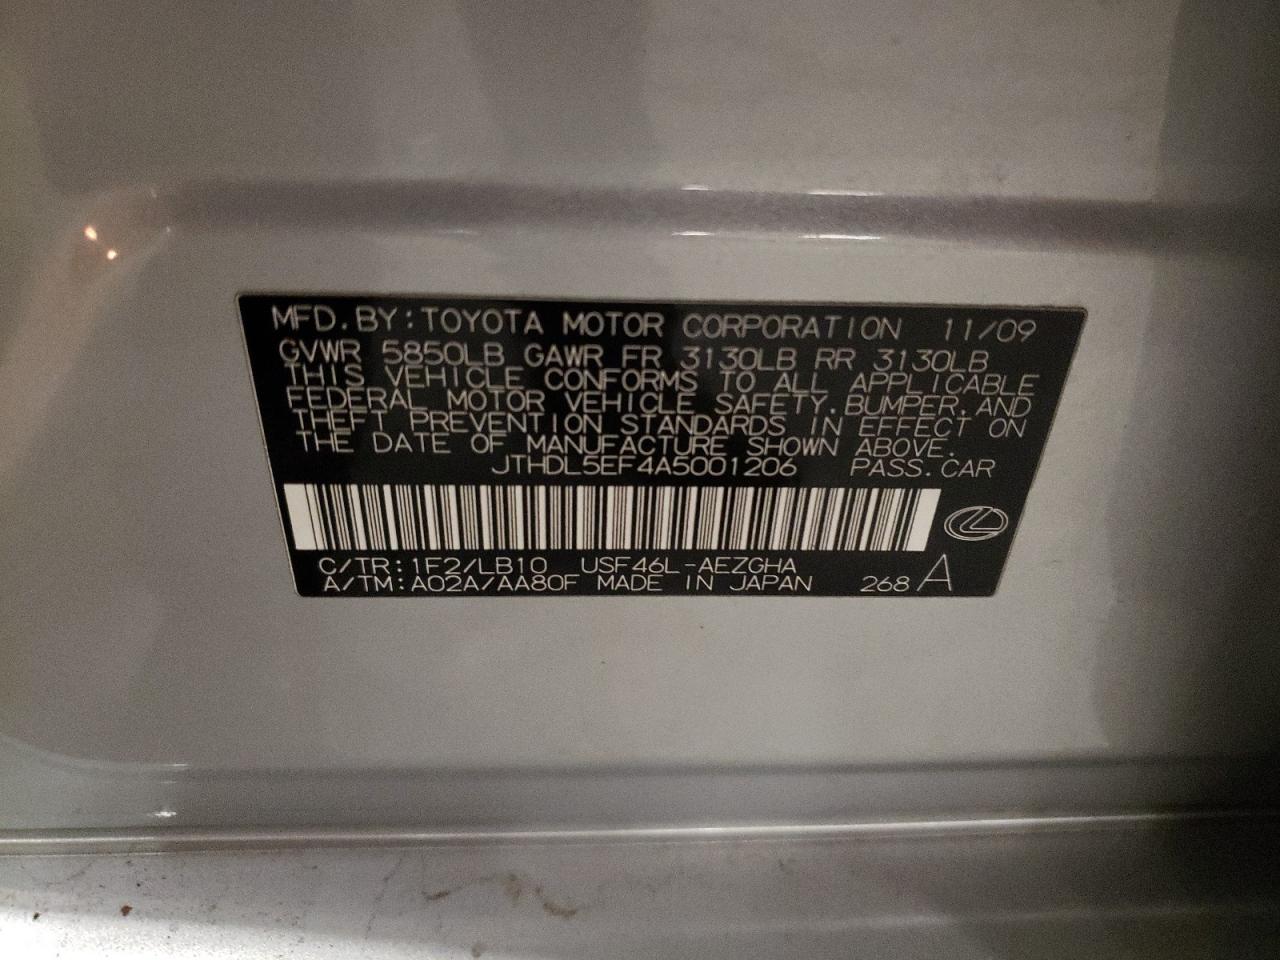 MFD.BY:TOYOTA MOTOR CORPORATION 11/09
GVWR 5850LB GAWR FR 3130LB RR 3130LB
THIS VEHICLE CONFORMS TO ALL APPLICABLE
FEDERAL MOTOR VEHICLE SAFETY,BUMPER,AND
THEFT PREVENTION STANDARDS IN EFFECT ON
THE DATE OF MANUFACTURE SHOWN ABOVE.
JTHDL5EF4A5001206 PASS.CAR
C/TR:1F2/LB10 USF46L-AEZGHA
A/TM:A02A/AA80F MADE IN JAPAN 268 A